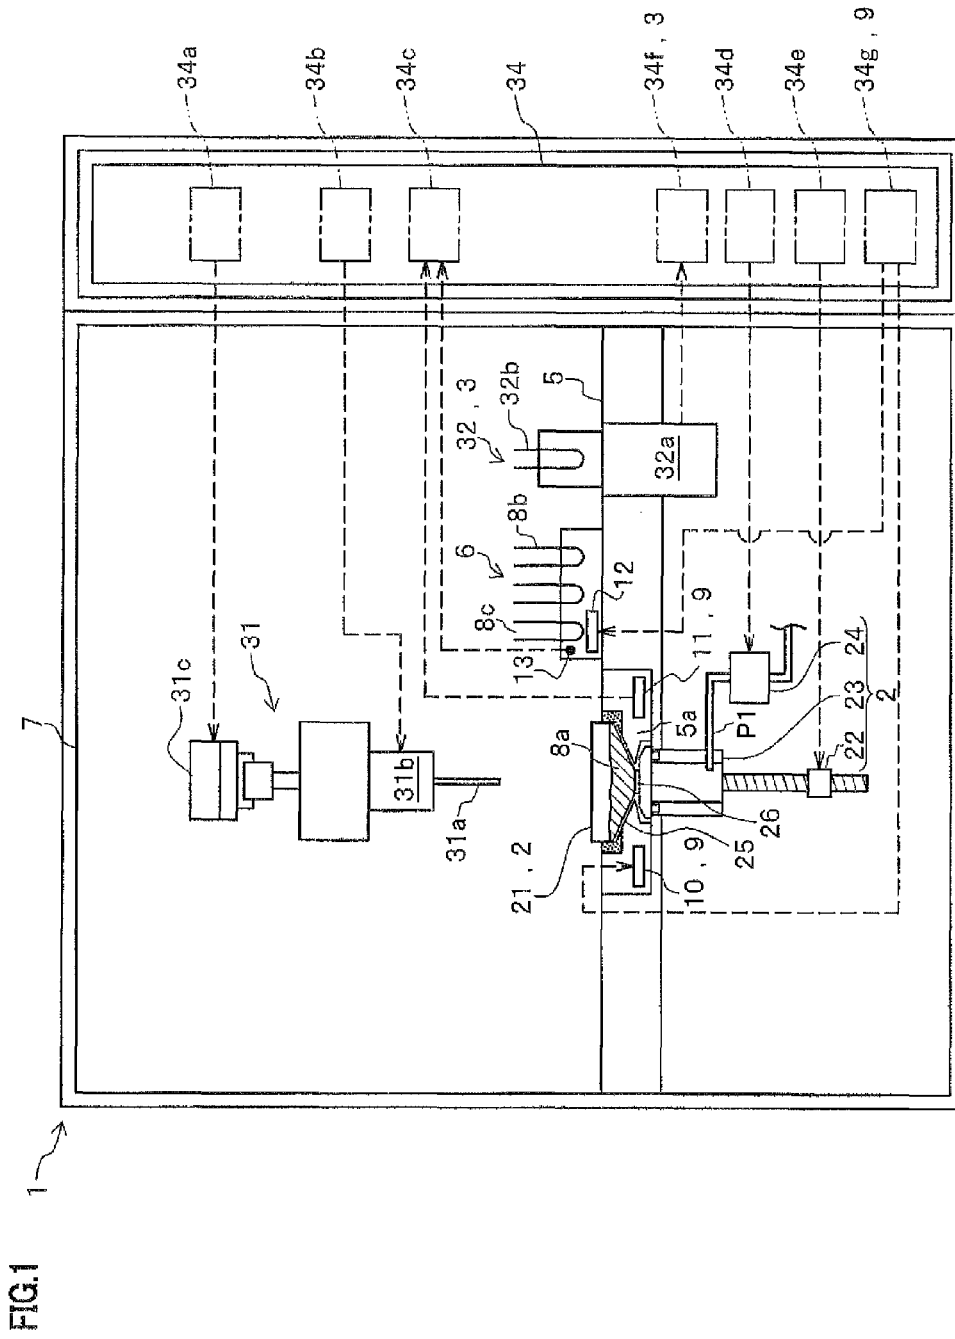 FIG.1
1
7
31c
31
31b
31a
21 , 2
8a
25
26
10 , 9
5a
11 , 9
13
8c
6
8b
12
32 , 3
32b
5
32a
P1
22
23
24
2
34a
34b
34c
34
34f , 3
34d
34e
34g , 9